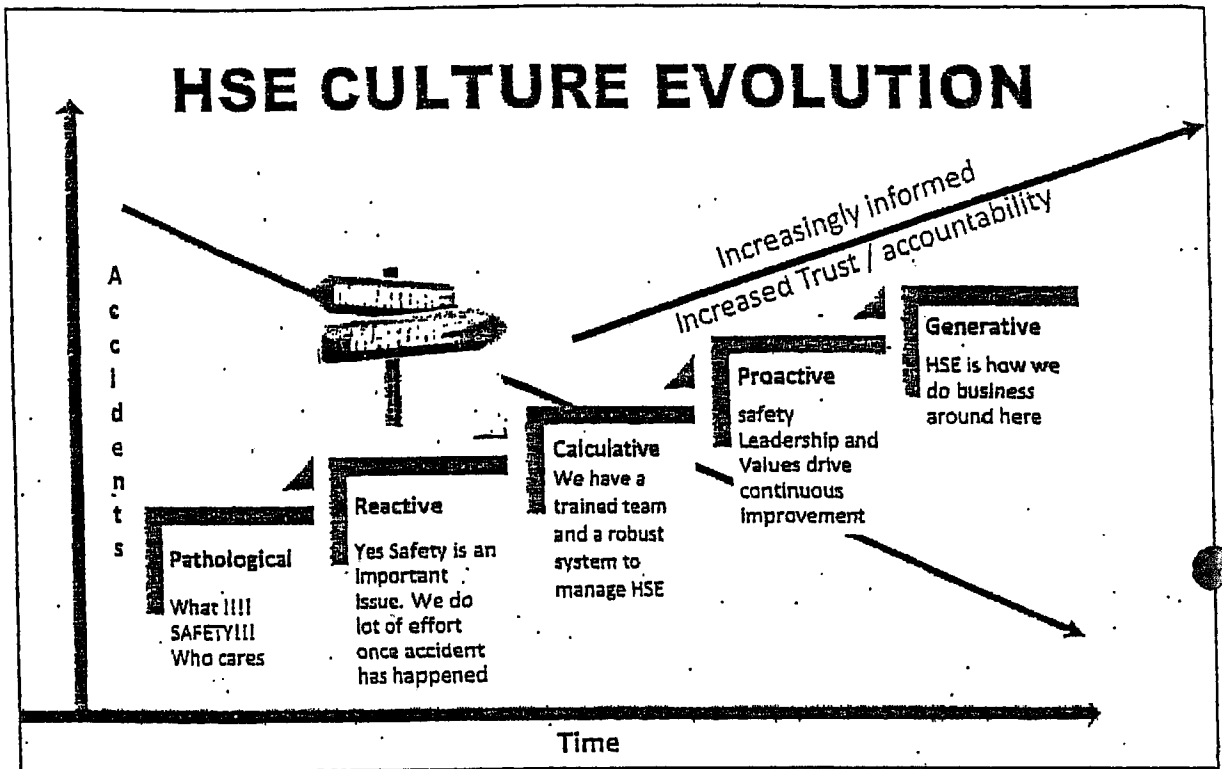 HSE CULTURE EVOLUTION
Accidents
Increasingly informed
Increased Trust / accountability
Pathological
What !!!!
SAFETY!!!
Who cares
Reactive
Yes Safety is an
important
issue. We do
lot of effort
once accident
has happened
Calculative
We have a
trained team
and a robust
system to
manage HSE
Proactive
safety
Leadership and
Values drive
continuous
improvement
Generative
HSE is how we
do business
around here
Time